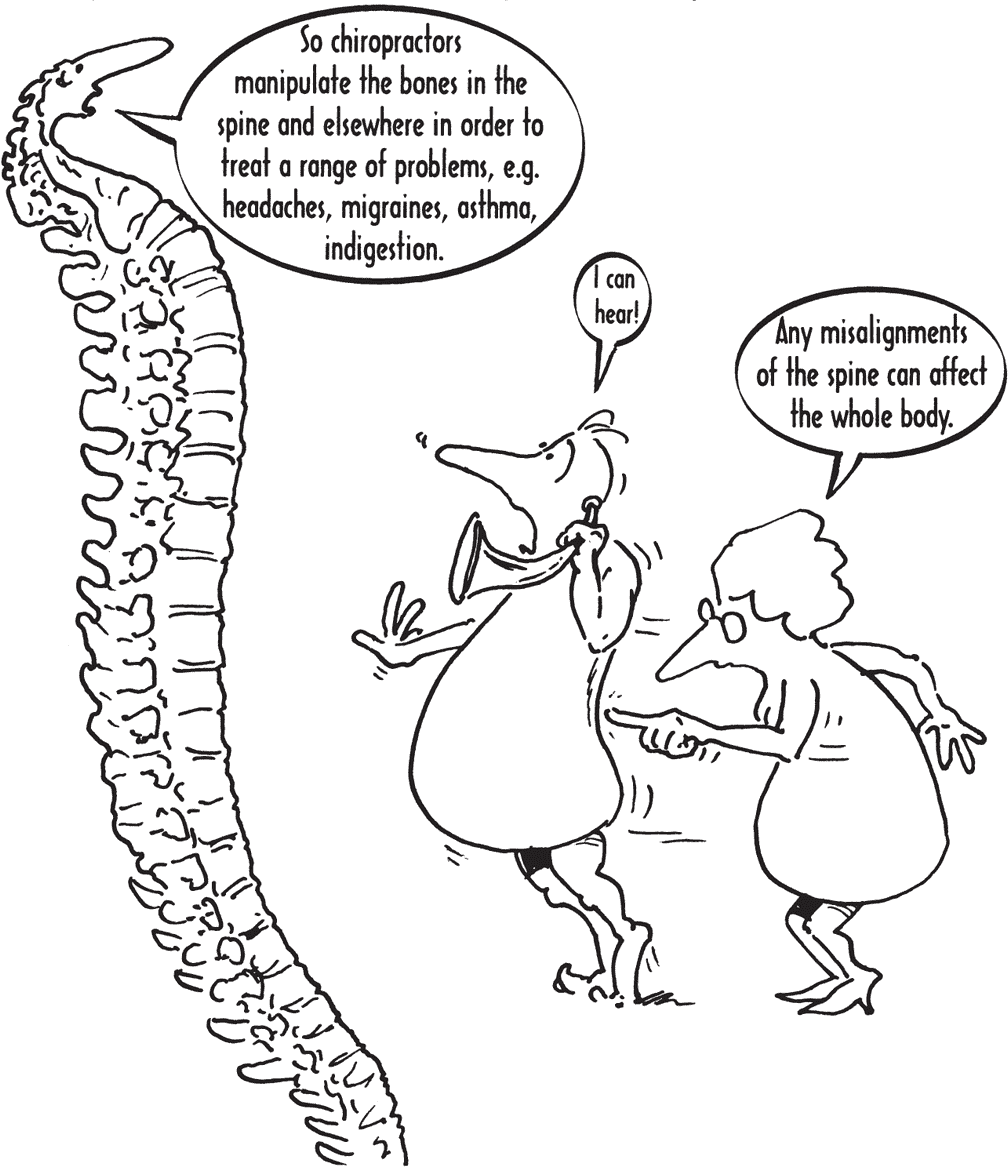 So chiropractors
manipulate the bones in the
spine and elsewhere in order to
treat a range of problems, e.g.
headaches, migraines, asthma,
indigestion.
I can
hear!
Any misalignments
of the spine can affect
the whole body.